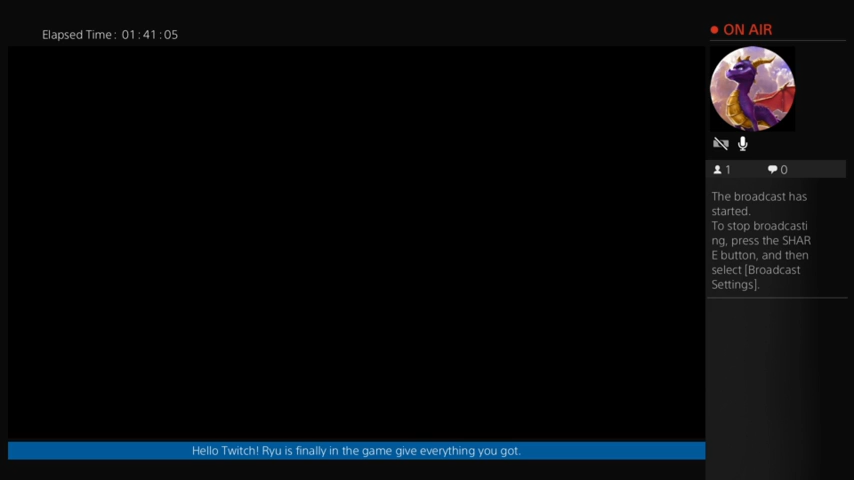 Elapsed Time: 01:41:05
ON AIR
1
0
The broadcast has
started.
To stop broadcasti
ng, press the SHAR
E button, and then
select [Broadcast
Settings].
Hello Twitch! Ryu is finally in the game give everything you got.